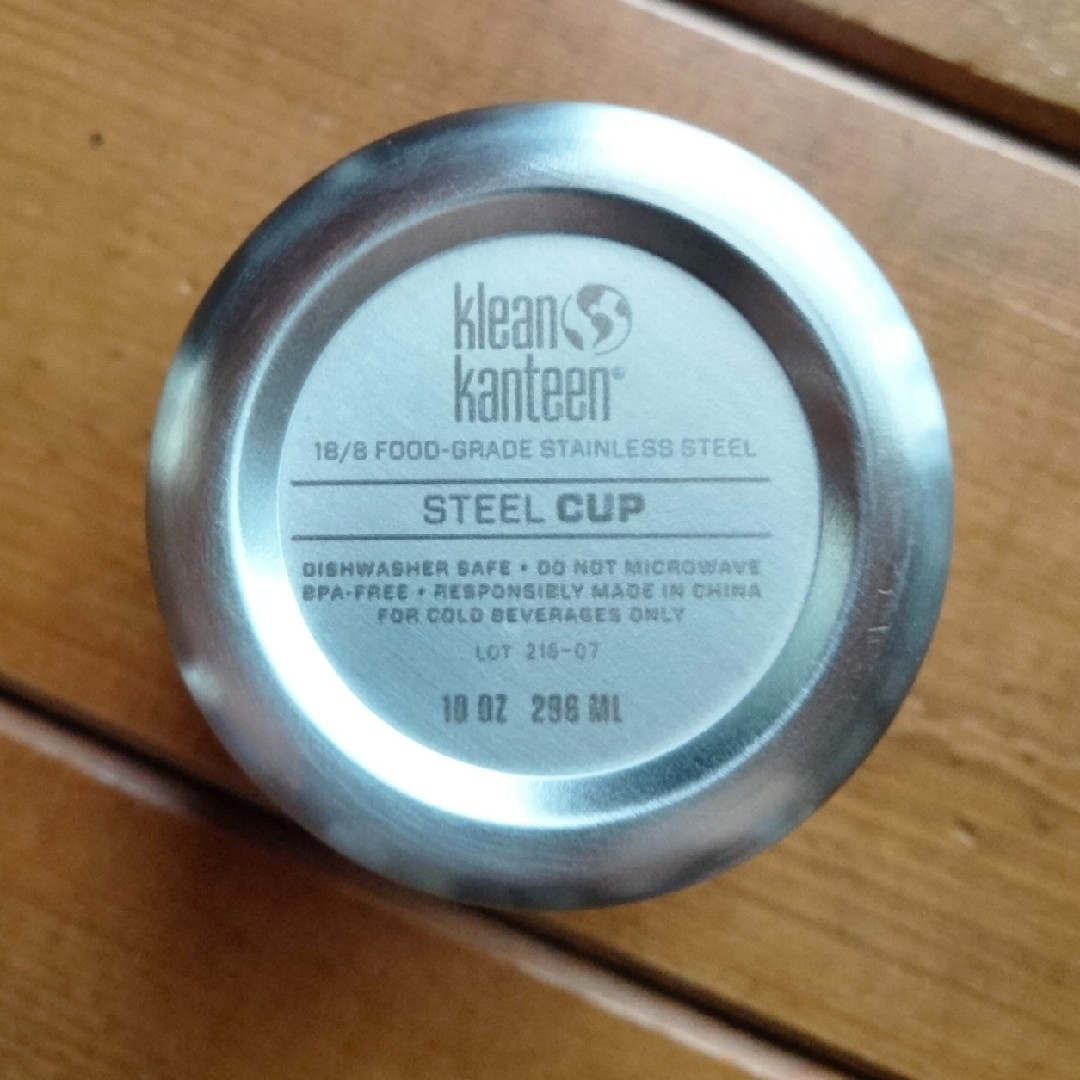 klean
kanteen®
18/8 FOOD-GRADE STAINLESS STEEL
STEEL CUP
DISHWASHER SAFE • DO NOT MICROWAVE
BPA-FREE • RESPONSIBLY MADE IN CHINA
FOR COLD BEVERAGES ONLY
LOT 216-07
10 OZ 296 ML